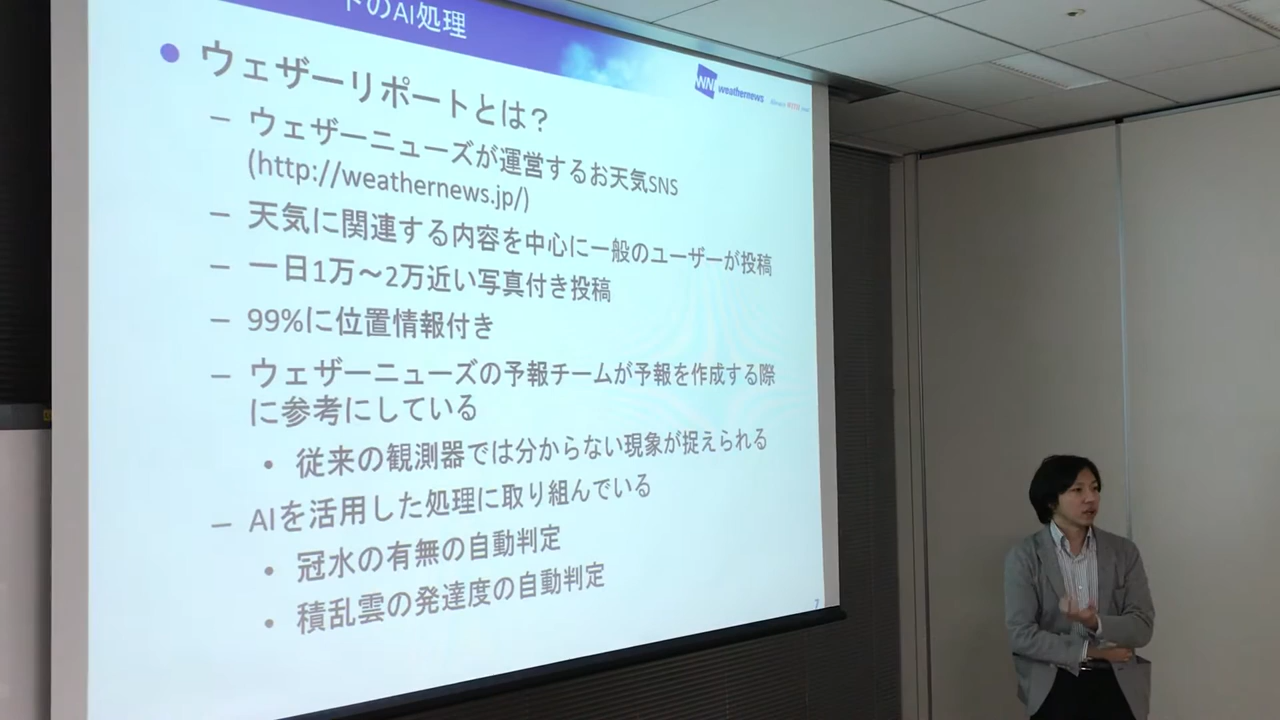 のAI処理
WN weathernews
ウェザーリポートとは？
– ウェザーニューズが運営するお天気SNS
(http://weathernews.jp/)
– 天気に関連する内容を中心に一般のユーザーが投稿
– 一日1万～2万近い写真付き投稿
– 99%に位置情報付き
– ウェザーニューズの予報チームが予報を作成する際
に参考にしている
• 従来の観測器では分からない現象が捉えられる
– AIを活用した処理に取り組んでいる
• 冠水の有無の自動判定
• 積乱雲の発達度の自動判定
7